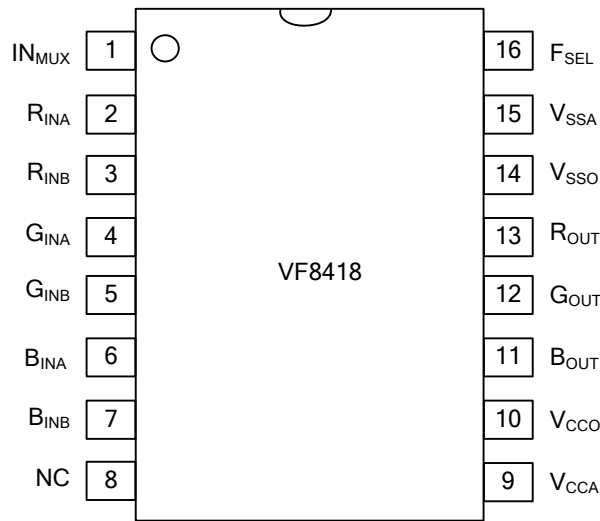 IN_MUX 1 16 F_SEL
R_INA 2 15 V_SSA
R_INB 3 14 V_SSO
G_INA 4 13 R_OUT
VF8418
G_INB 5 12 G_OUT
B_INA 6 11 B_OUT
B_INB 7 10 V_CCO
NC 8 9 V_CCA